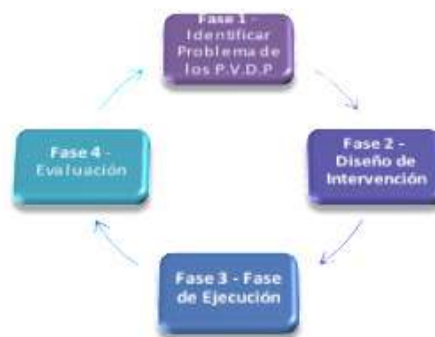 Fase 1 -
Identificar
Problema de
los P.V.D.P
Fase 2 –
Diseño de
Intervención
Fase 3 - Fase
de Ejecución
Fase 4 -
Evaluación